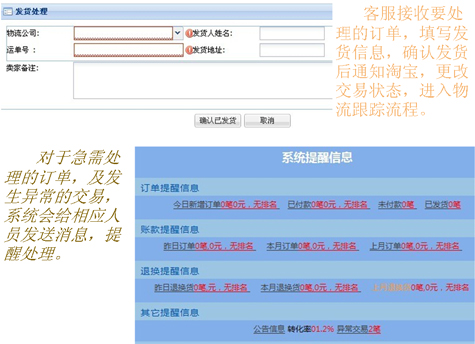 发货处理
物流公司:
发货人姓名:
运单号 :
发货地址:
卖家备注:
确认已发货 取消
客服接收要处
理的订单，填写发
货信息，确认发货
后通知淘宝，更改
交易状态，进入物
流跟踪流程。
对于急需处
理的订单，及发
生异常的交易，
系统会给相应人
员发送消息，提
醒处理。
系统提醒信息
订单提醒信息
今日新增订单0笔0元，无排名 已付款0笔0元，无排名 未付款0笔 已发货0笔
账款提醒信息
昨日订单0笔,0元，无排名 本月订单0笔,0元，无排名 上月订单0笔,0元，无排名
退换提醒信息
昨日退换货0笔,元，无排名 本月退换货0笔,0元，无排名 0笔,0元，无排名
其它提醒信息
公告信息 转化率01.2% 异常交易2笔